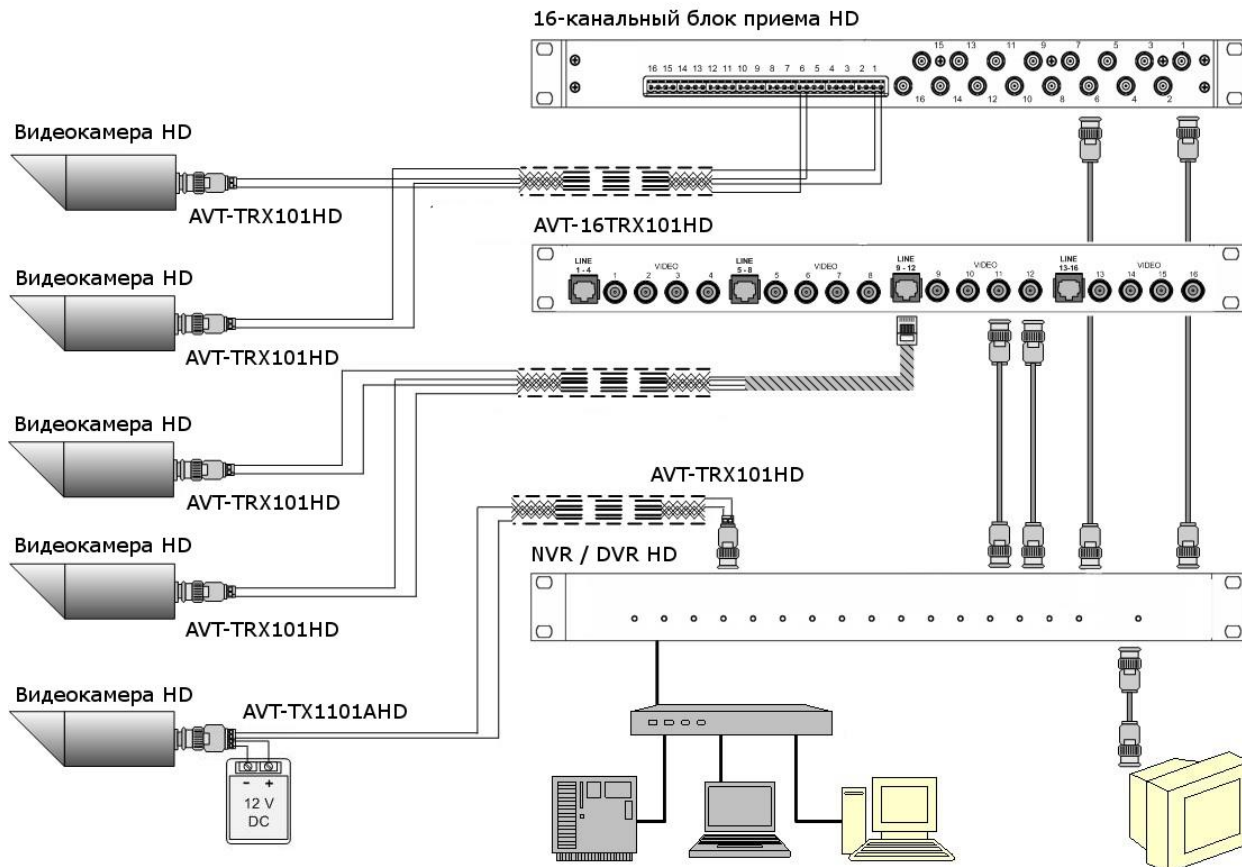 16-канальный блок приема HD
15 13 11 9 7 5 3 1
16 15 14 13 12 11 10 9 8 7 6 5 4 3 2 1
16 14 12 10 8 6 4 2
Видеокамера HD
AVT-TRX101HD
AVT-16TRX101HD
LINE 1 - 4
VIDEO
1 2 3 4
LINE 5 - 8
VIDEO
5 6 7 8
LINE 9 - 12
VIDEO
9 10 11 12
LINE 13-16
VIDEO
13 14 15 16
Видеокамера HD
AVT-TRX101HD
Видеокамера HD
AVT-TRX101HD
AVT-TRX101HD
Видеокамера HD
AVT-TRX101HD
NVR / DVR HD
Видеокамера HD
AVT-TX1101AHD
- +
12 V
DC